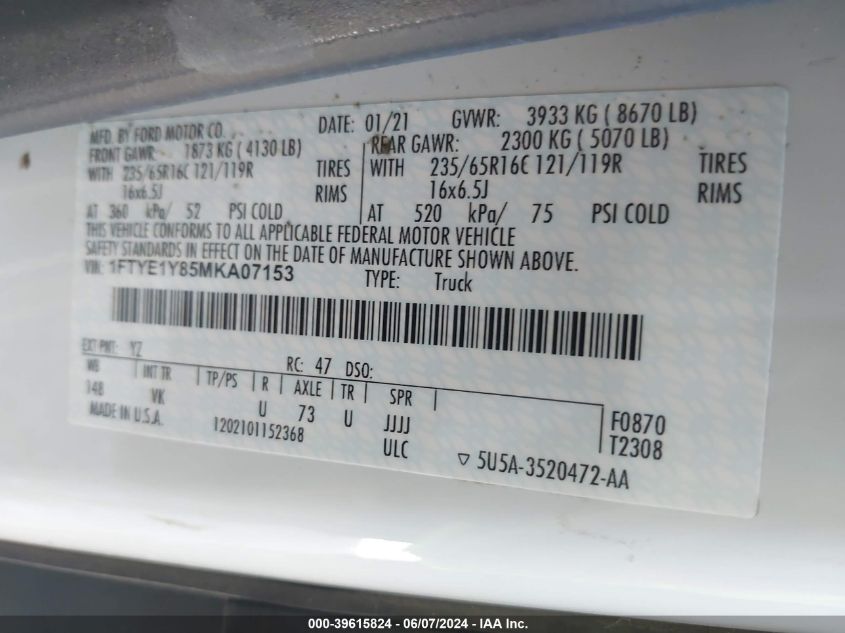 MFD. BY FORD MOTOR CO. DATE: 01/21 GVWR: 3933 KG ( 8670 LB)
FRONT GAWR: 1873 KG ( 4130 LB) REAR GAWR: 2300 KG ( 5070 LB)
WITH 235/65R16C 121/119R TIRES WITH 235/65R16C 121/119R TIRES
16x6.5J RIMS 16x6.5J RIMS
AT 360 kPa/ 52 PSI COLD AT 520 kPa/ 75 PSI COLD
THIS VEHICLE CONFORMS TO ALL APPLICABLE FEDERAL MOTOR VEHICLE
SAFETY STANDARDS IN EFFECT ON THE DATE OF MANUFACTURE SHOWN ABOVE.
VIN: 1FTYE1Y85MKA07153 TYPE: Truck
EXT PNT: YZ RC: 47 DSO:
WB INT TR TP/PS R AXLE TR SPR
148 VK U 73 U JJJJ F0870
MADE IN U.S.A. 1202101152368 ULC T2308
▽ 5U5A-3520472-AA
000-39615824 - 06/07/2024 - IAA Inc.